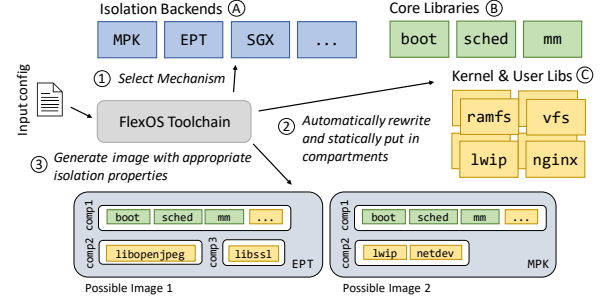 Isolation Backends Ⓐ
MPK EPT SGX ...
Core Libraries Ⓑ
boot sched mm
① Select Mechanism
Input config
FlexOS Toolchain
② Automatically rewrite
and statically put in
compartments
Kernel & User Libs Ⓒ
ramfs vfs
lwip nginx
③ Generate image with appropriate
isolation properties
comp1
boot sched mm ...
comp2
libopenjpeg
comp3
libssl
EPT
Possible Image 1
comp1
boot sched mm ...
comp2
lwip netdev
MPK
Possible Image 2